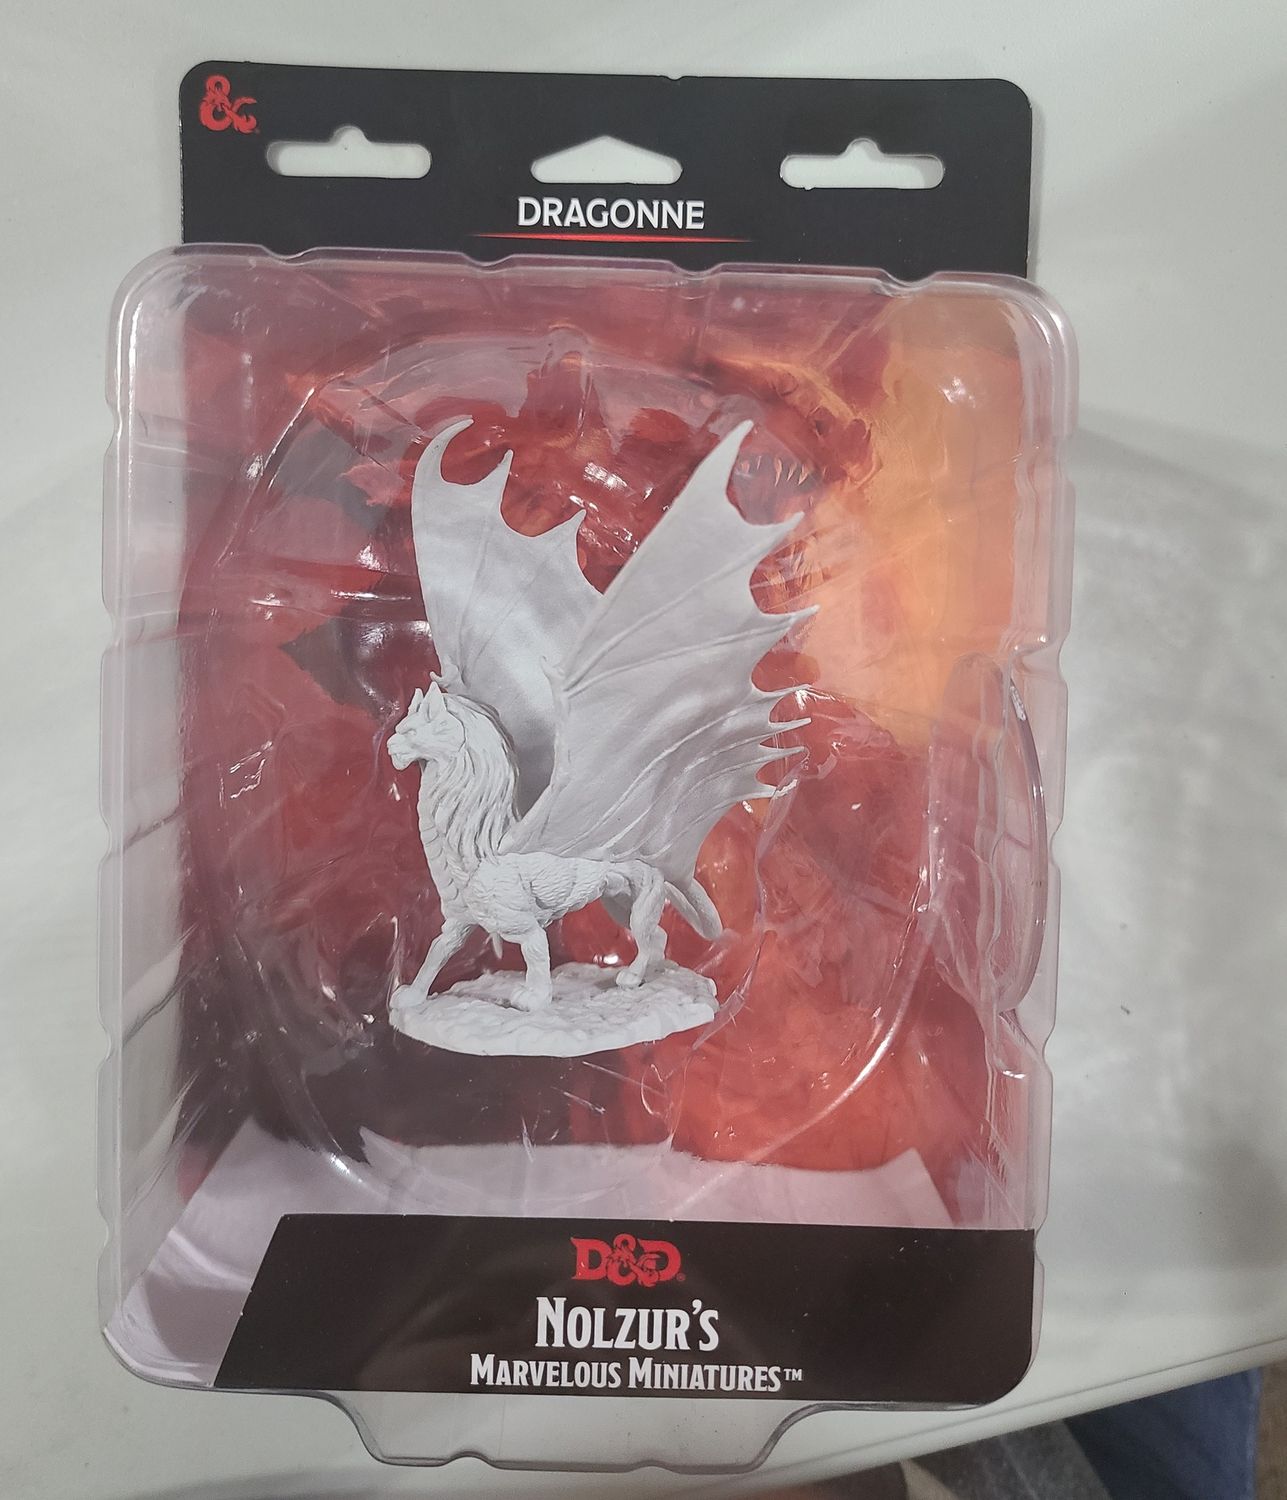 &
DRAGONNE
D&D®
NOLZUR'S
MARVELOUS MINIATURES™